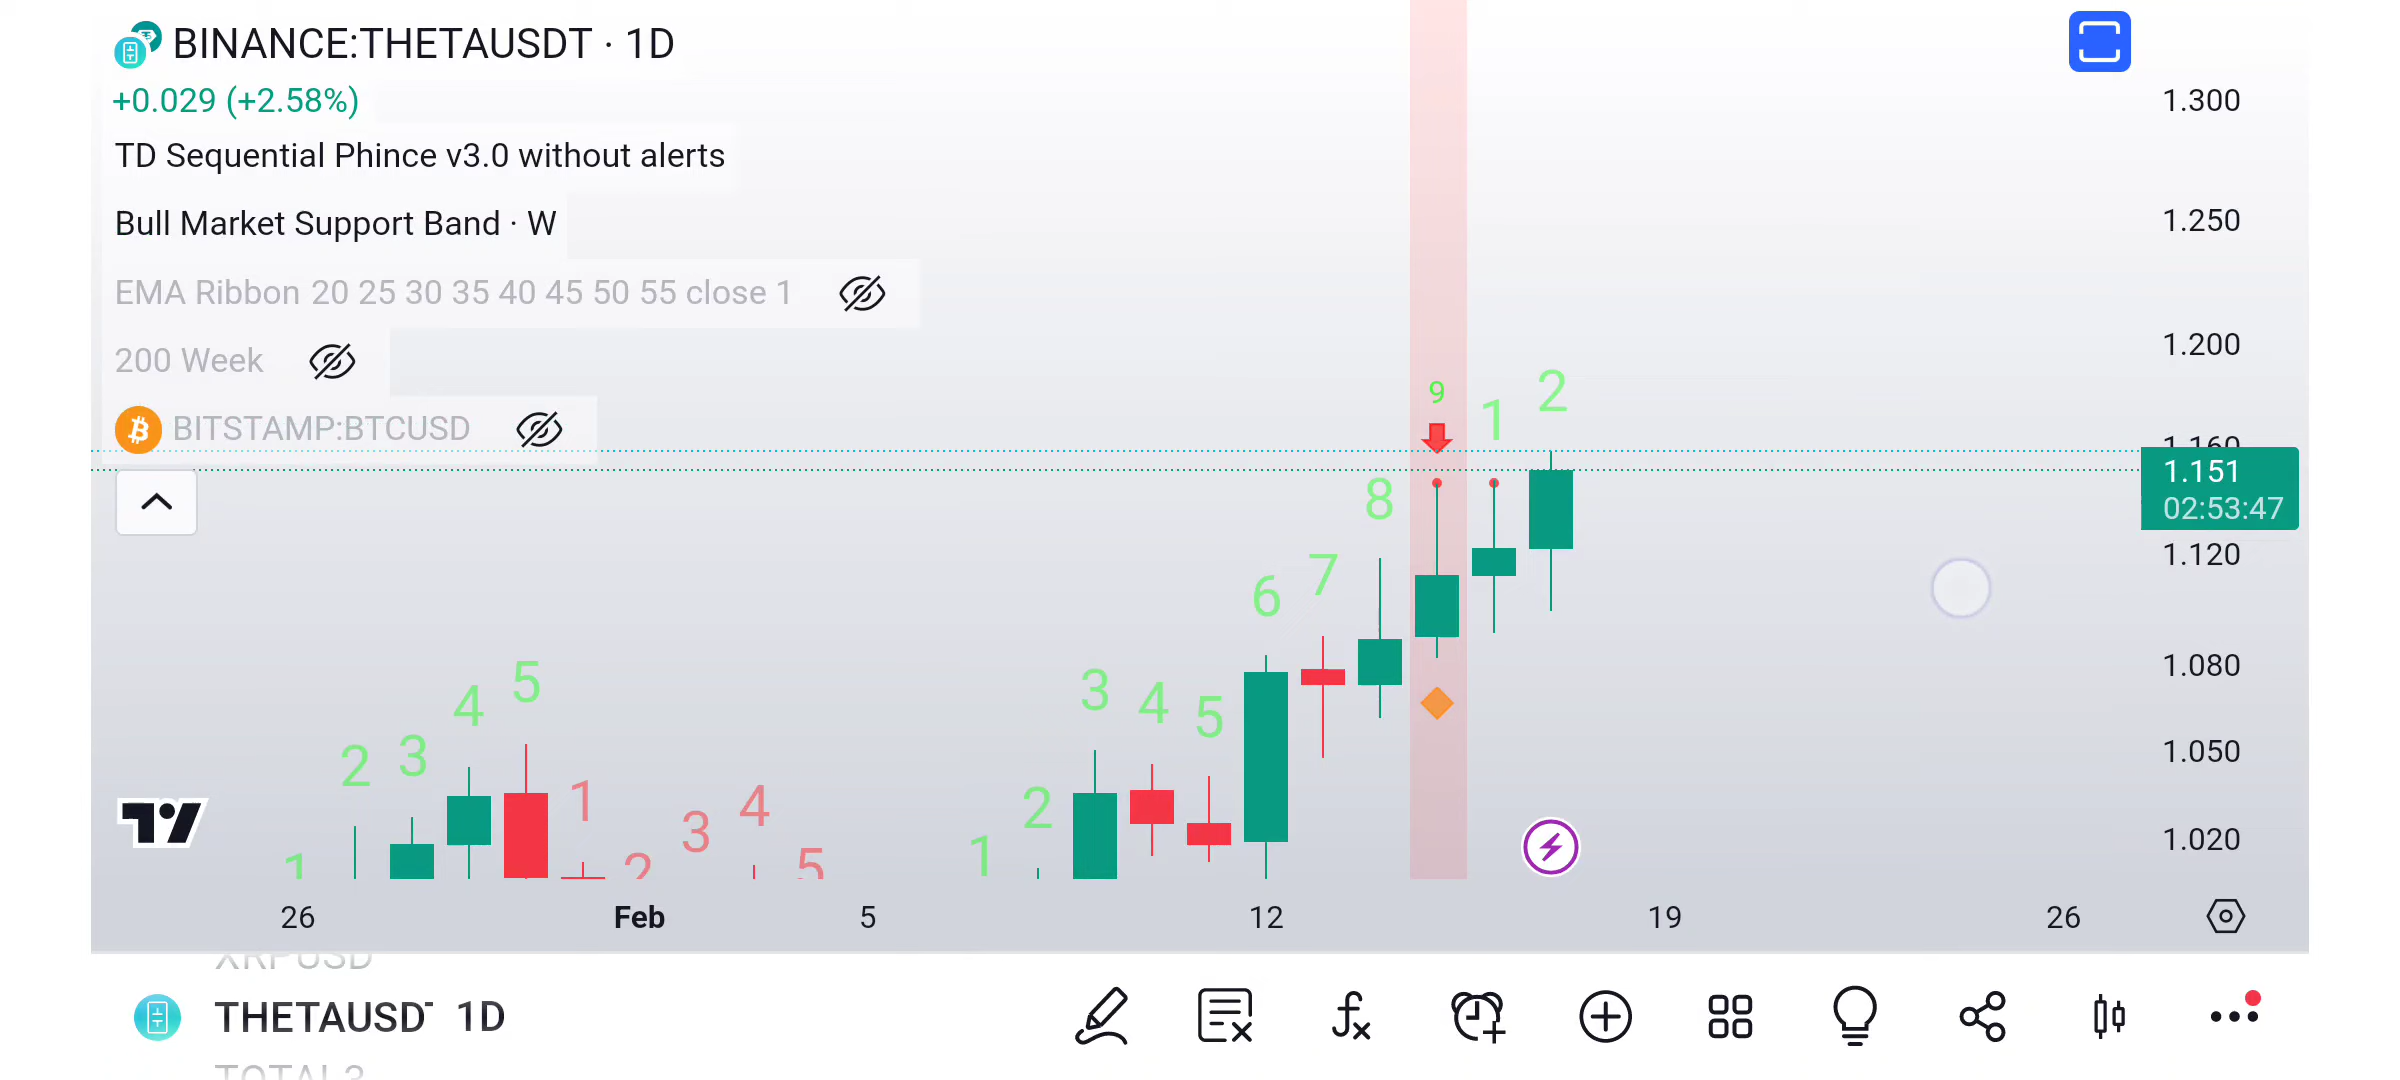 BINANCE:THETAUSDT · 1D
+0.029 (+2.58%)
TD Sequential Phince v3.0 without alerts
Bull Market Support Band · W
EMA Ribbon 20 25 30 35 40 45 50 55 close 1
200 Week
BITSTAMP:BTCUSD
1.300
1.250
1.200
1.160
1.151
02:53:47
1.120
1.080
1.050
1.020
1 2 3 4 5 1 2 3 4 5 1 2 3 4 5 6 7 8 9 1 2
26 Feb 5 12 19 26
XRPUSD
THETAUSD 1D
TOTAL3